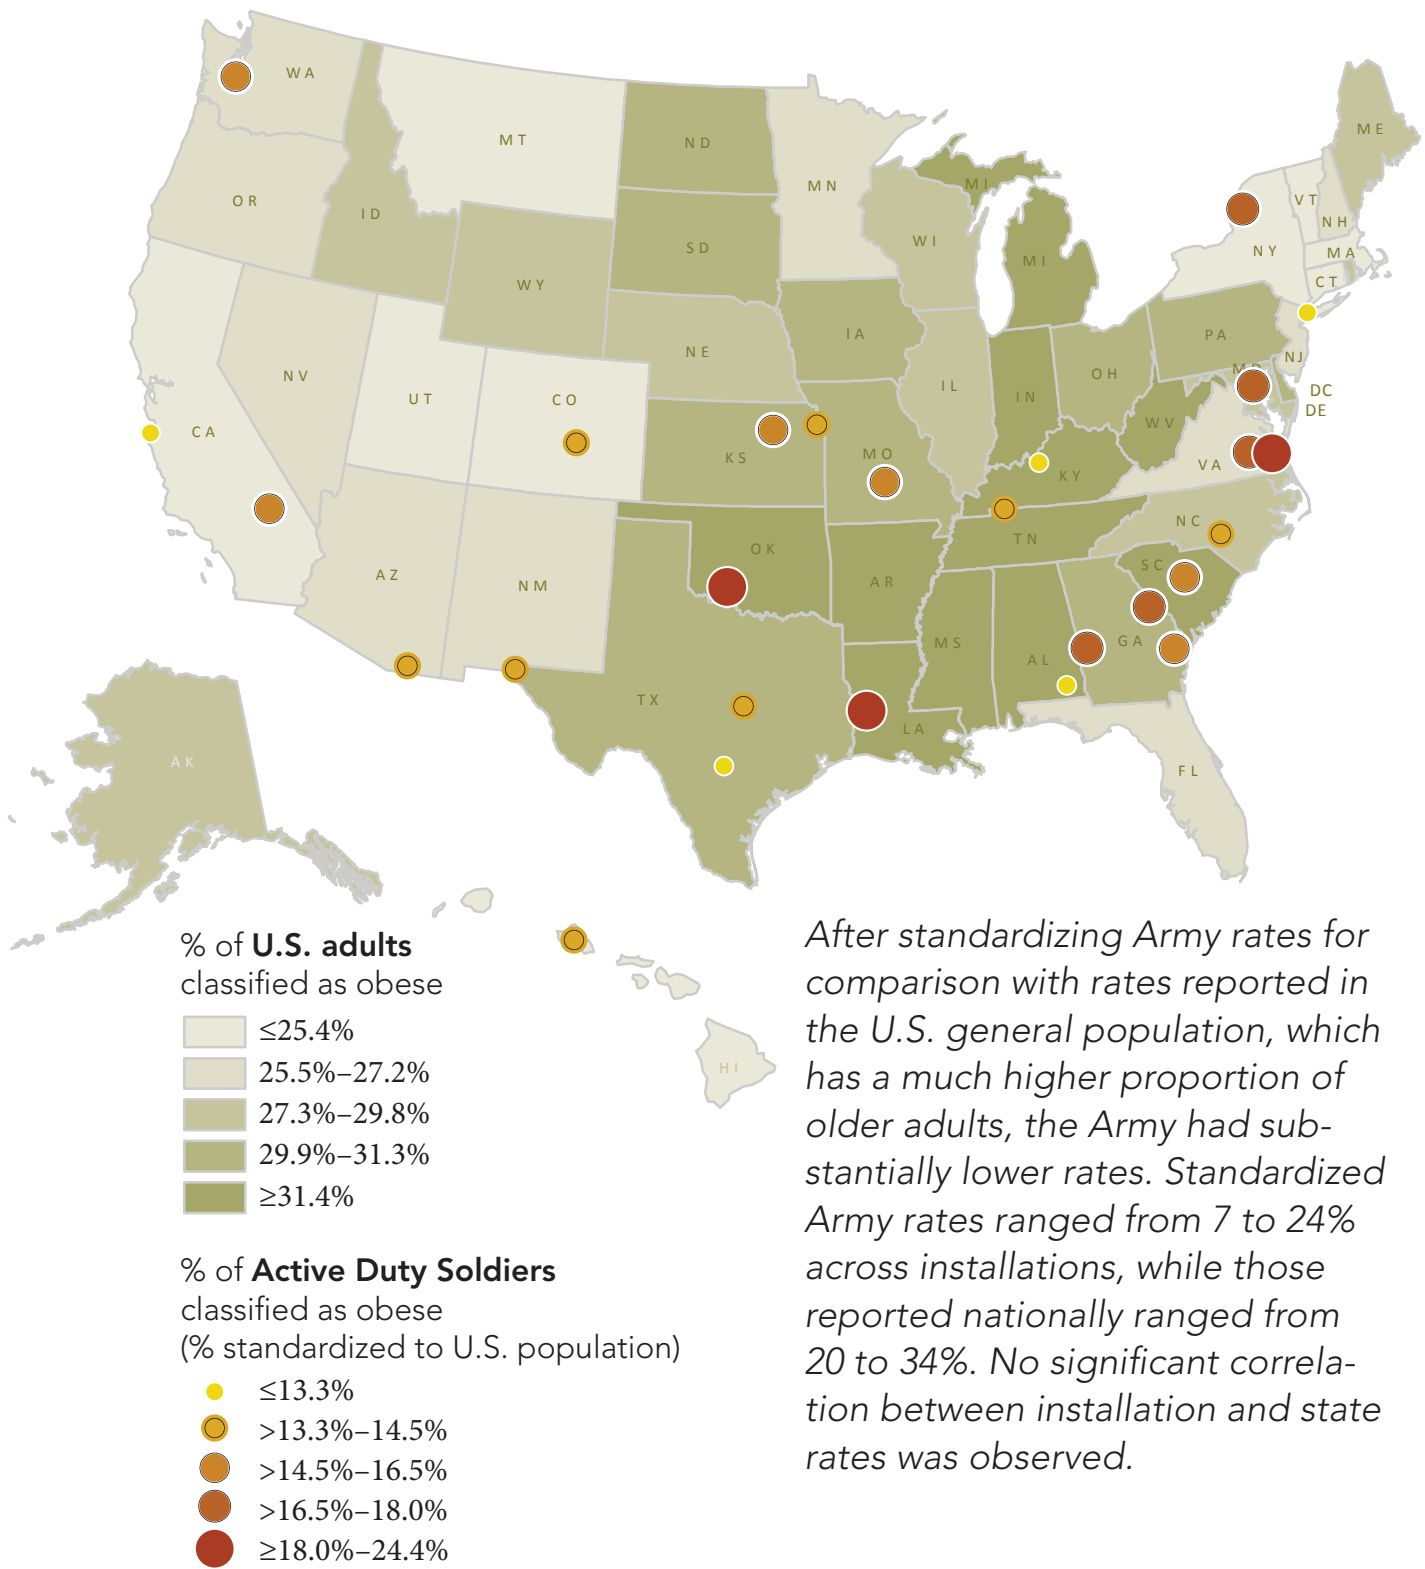 WA
MT
ND
MN
ME
OR
ID
SD
WI
MI
MI
VT
NH
NY
MA
CT
WY
IA
PA
NE
NJ
NV
UT
CO
IL
IN
OH
MD
DC
DE
CA
KS
MO
WV
VA
KY
NC
TN
AZ
NM
OK
AR
SC
MS
AL
GA
TX
LA
AK
FL
HI
% of U.S. adults
classified as obese
≤25.4%
25.5%–27.2%
27.3%–29.8%
29.9%–31.3%
≥31.4%
% of Active Duty Soldiers
classified as obese
(% standardized to U.S. population)
≤13.3%
>13.3%–14.5%
>14.5%–16.5%
>16.5%–18.0%
≥18.0%–24.4%
After standardizing Army rates for
comparison with rates reported in
the U.S. general population, which
has a much higher proportion of
older adults, the Army had sub-
stantially lower rates. Standardized
Army rates ranged from 7 to 24%
across installations, while those
reported nationally ranged from
20 to 34%. No significant correla-
tion between installation and state
rates was observed.